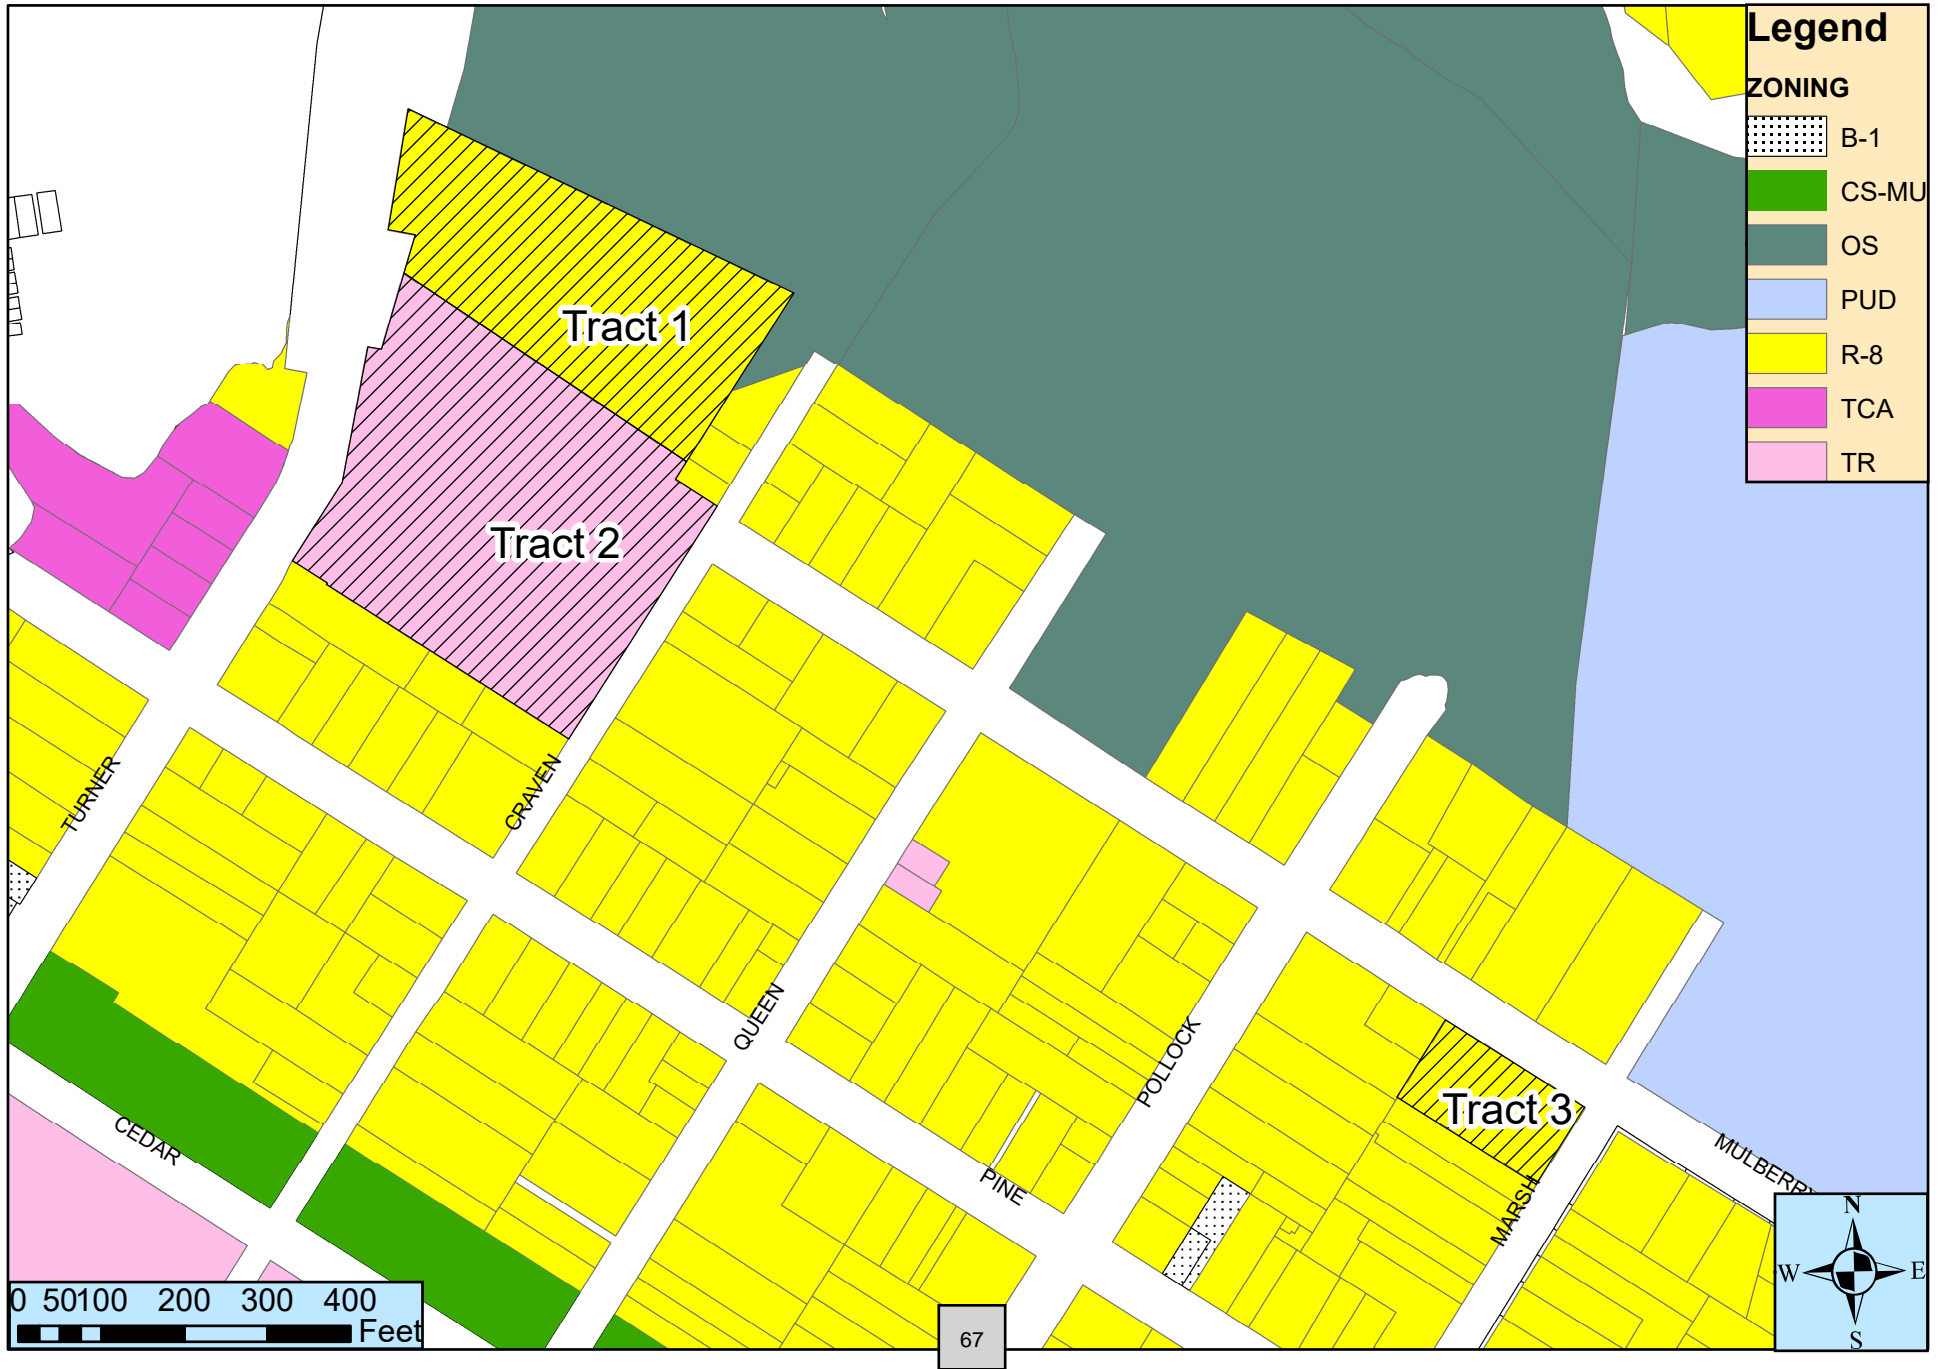 Legend
ZONING
B-1
CS-MU
OS
PUD
R-8
TCA
TR
Tract 1
Tract 2
Tract 3
TURNER
CRAVEN
QUEEN
POLLOCK
MARSH
CEDAR
PINE
MULBERRY
N
W
E
S
0 50100 200 300 400
Feet
67